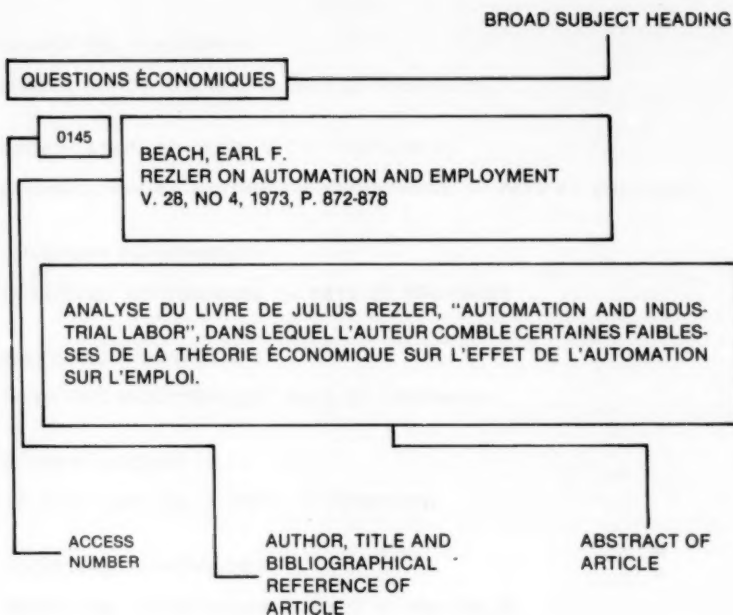 BROAD SUBJECT HEADING
QUESTIONS ÉCONOMIQUES
0145
BEACH, EARL F.
REZLER ON AUTOMATION AND EMPLOYMENT
V. 28, NO 4, 1973, P. 872-878
ANALYSE DU LIVRE DE JULIUS REZLER, "AUTOMATION AND INDUS-
TRIAL LABOR", DANS LEQUEL L'AUTEUR COMBLE CERTAINES FAIBLES-
SES DE LA THÉORIE ÉCONOMIQUE SUR L'EFFET DE L'AUTOMATION
SUR L'EMPLOI.
ACCESS
NUMBER
AUTHOR, TITLE AND
BIBLIOGRAPHICAL
REFERENCE OF
ARTICLE
ABSTRACT OF
ARTICLE